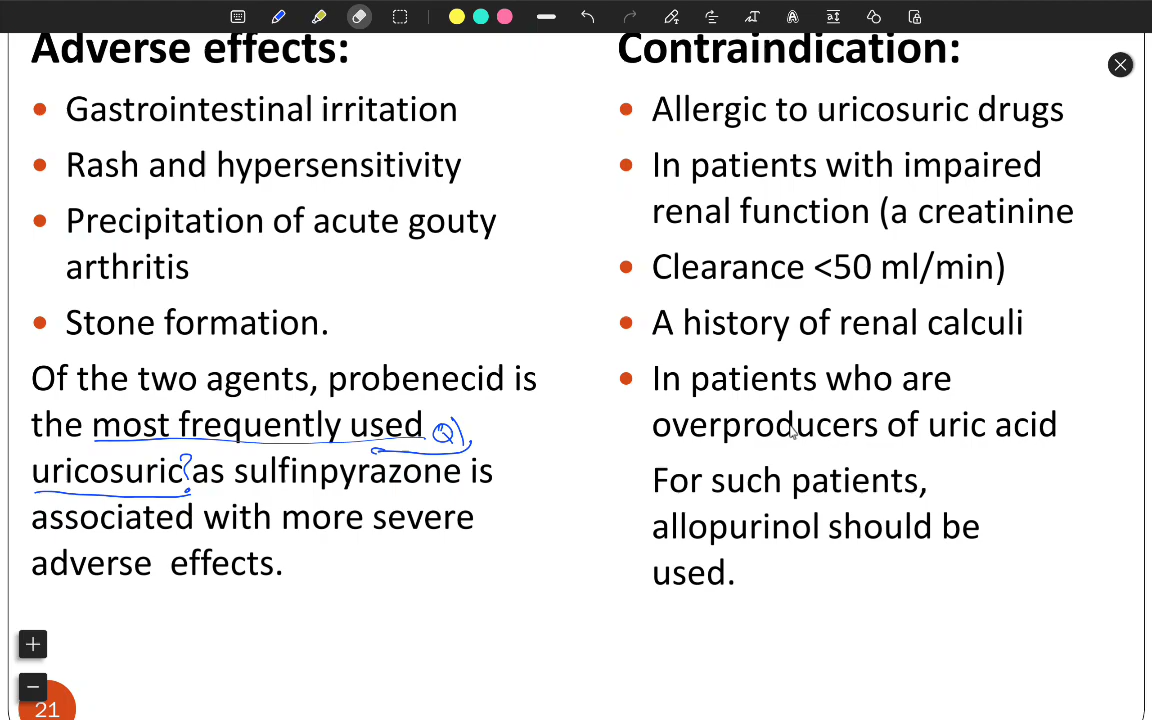 Adverse effects:
• Gastrointestinal irritation
• Rash and hypersensitivity
• Precipitation of acute gouty
arthritis
• Stone formation.
Of the two agents, probenecid is
the most frequently used Q)
uricosuric? as sulfinpyrazone is
associated with more severe
adverse effects.
Contraindication:
• Allergic to uricosuric drugs
• In patients with impaired
renal function (a creatinine
• Clearance <50 ml/min)
• A history of renal calculi
• In patients who are
overproducers of uric acid
For such patients,
allopurinol should be
used.
21